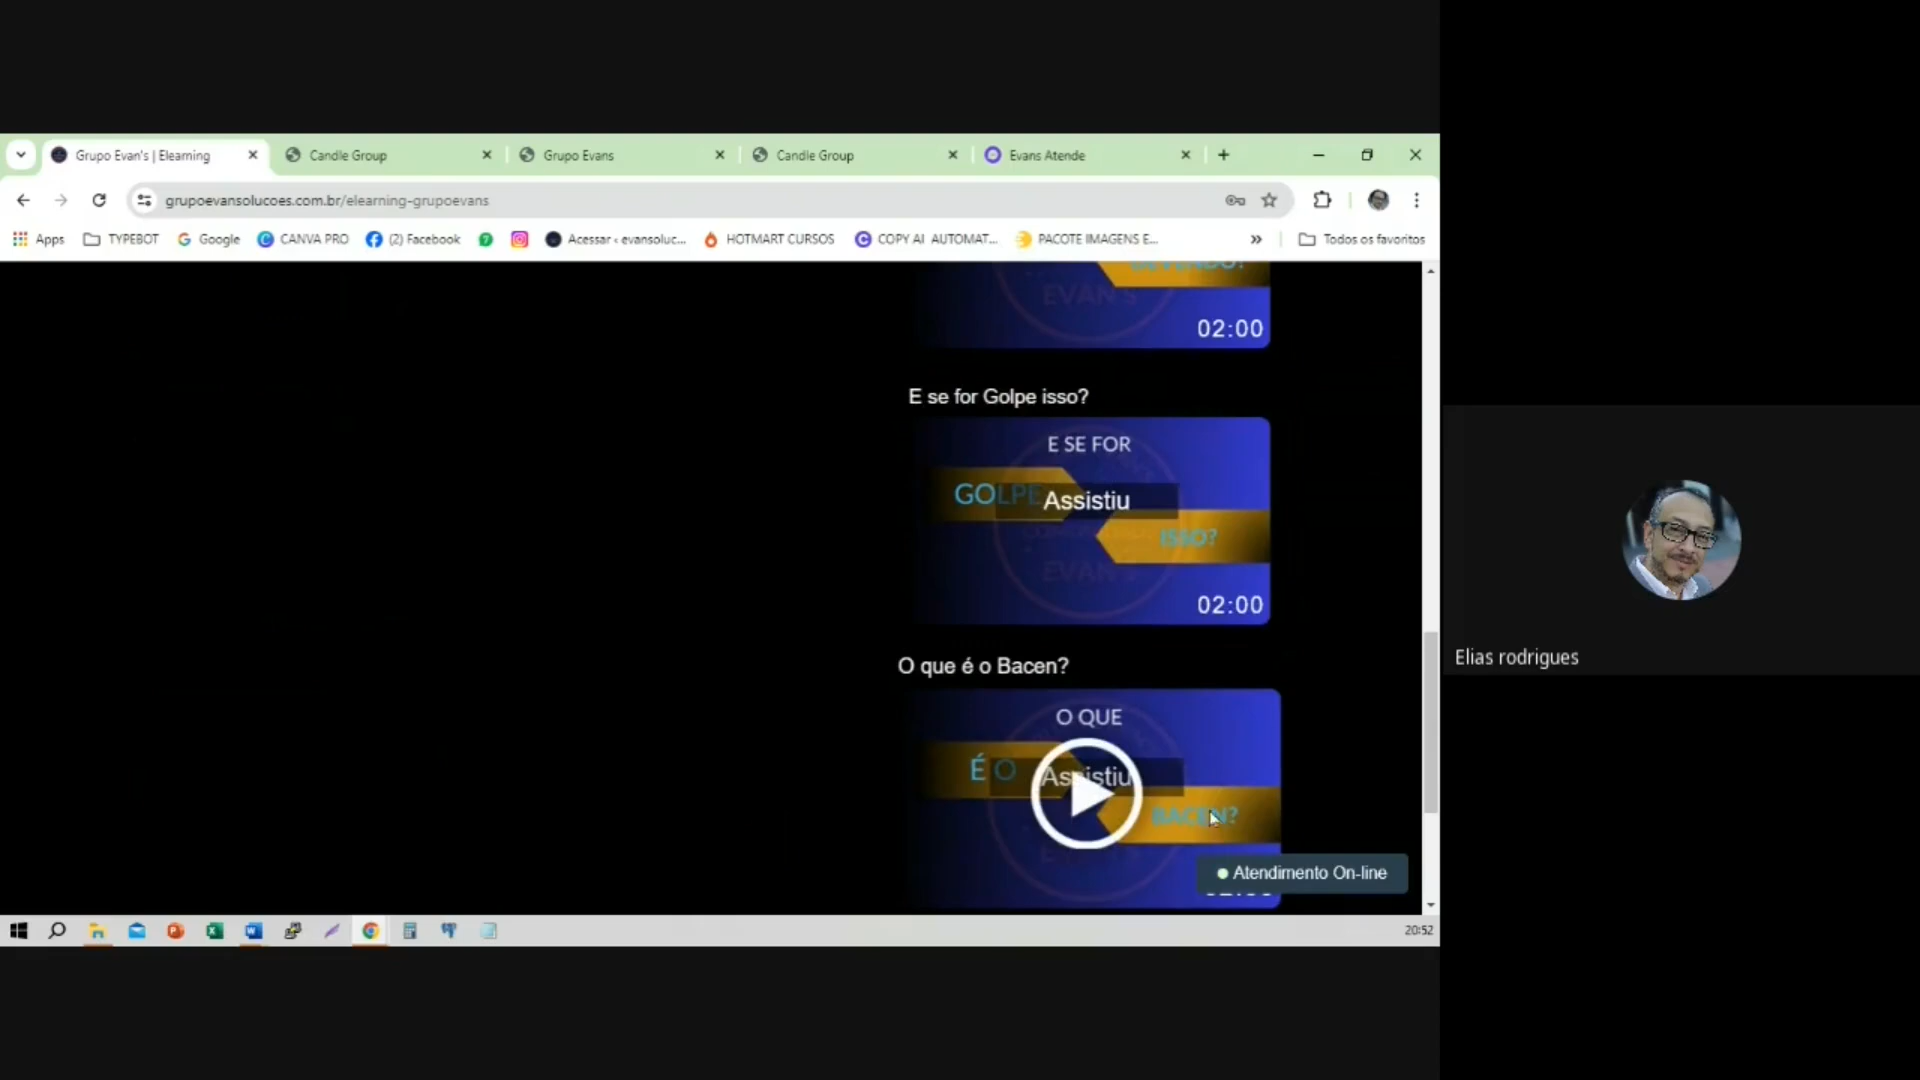 Grupo Evan's | Elearning
Candle Group
Grupo Evans
Candle Group
Evans Atende
grupoevansolucoes.com.br/elearning-grupoevans
Apps
TYPEBOT
Google
CANVA PRO
(2) Facebook
Acessar ‹ evansoluc...
HOTMART CURSOS
COPY AI AUTOMAT...
PACOTE IMAGENS E...
Todos os favoritos
EVAN's
02:00
E se for Golpe isso?
E SE FOR
GOLPE
Assistiu
ISSO?
EVAN's
02:00
O que é o Bacen?
O QUE
É O
Assistiu
BACEN?
Atendimento On-line
20:52
Elias rodrigues